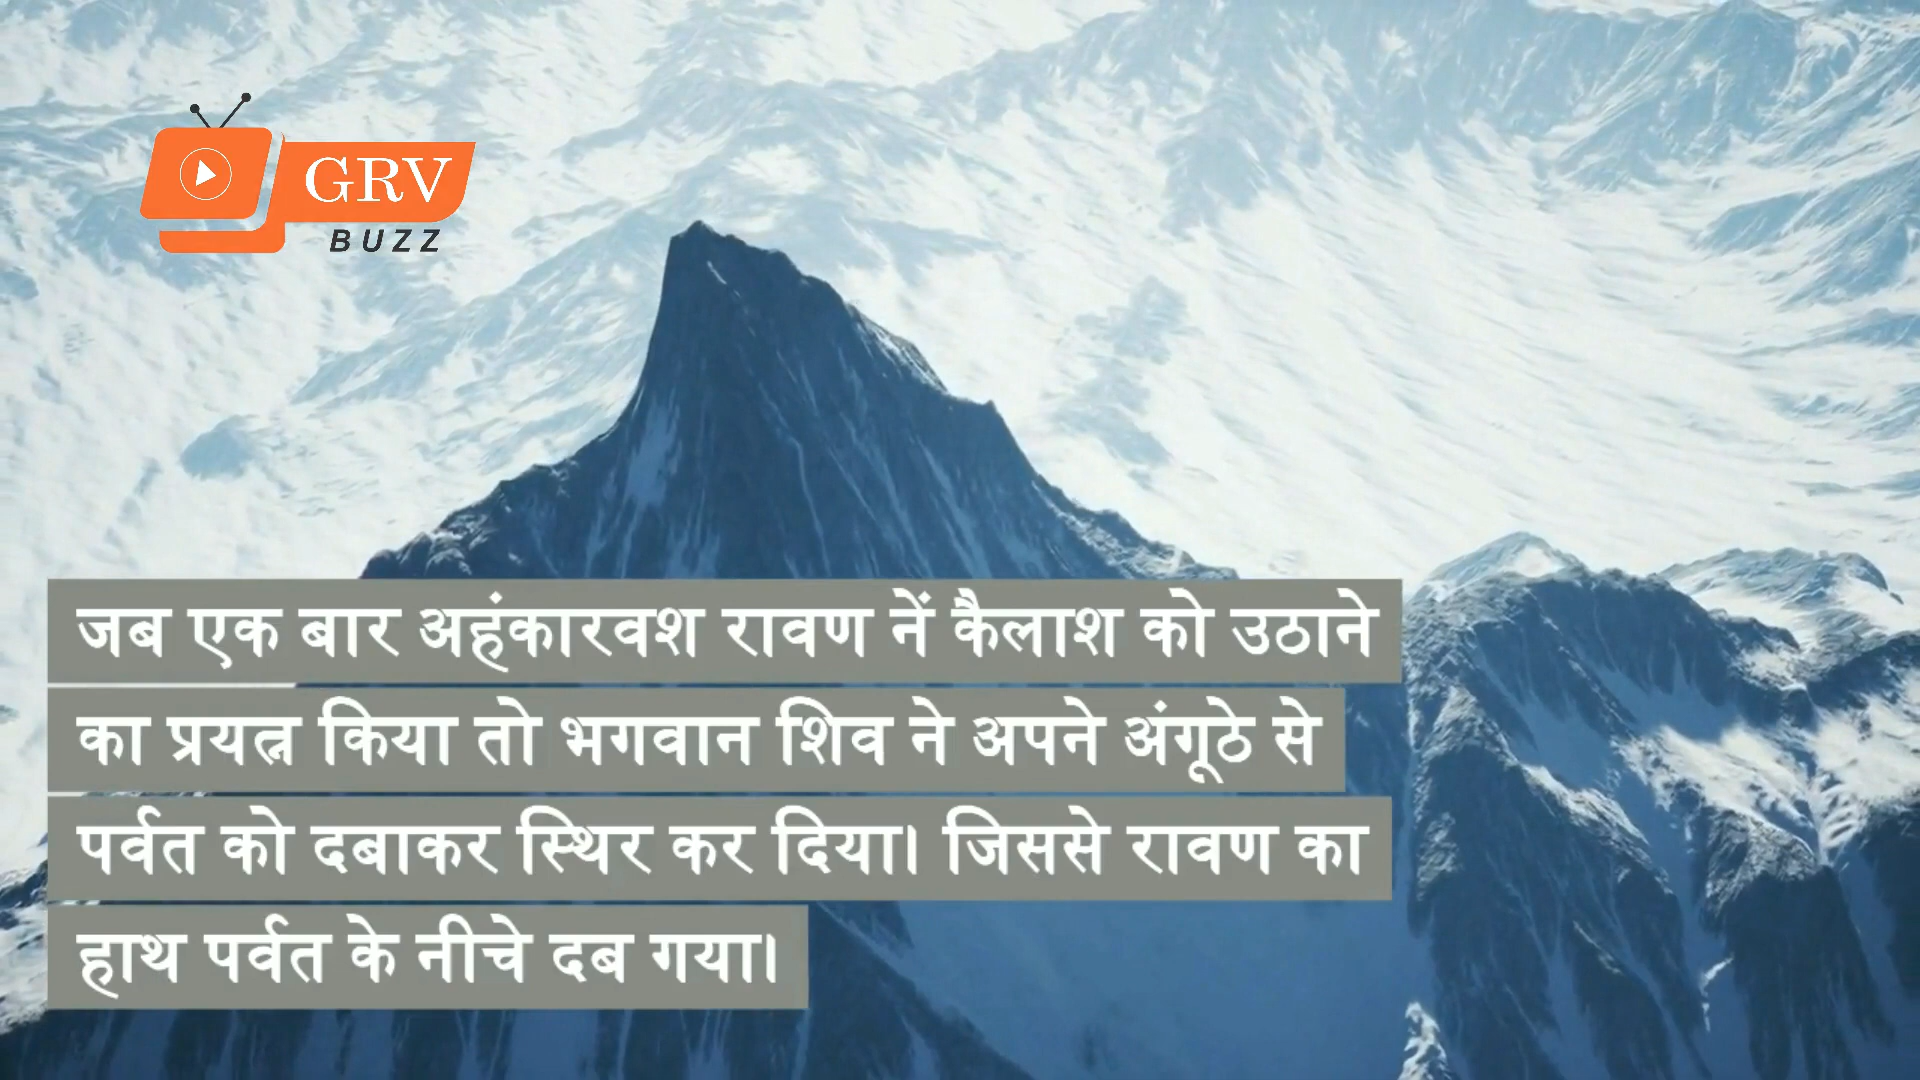 GRV
BUZZ
जब एक बार अहंकारवश रावण नें कैलाश को उठाने
का प्रयत्न किया तो भगवान शिव ने अपने अंगूठे से
पर्वत को दबाकर स्थिर कर दिया। जिससे रावण का
हाथ पर्वत के नीचे दब गया।